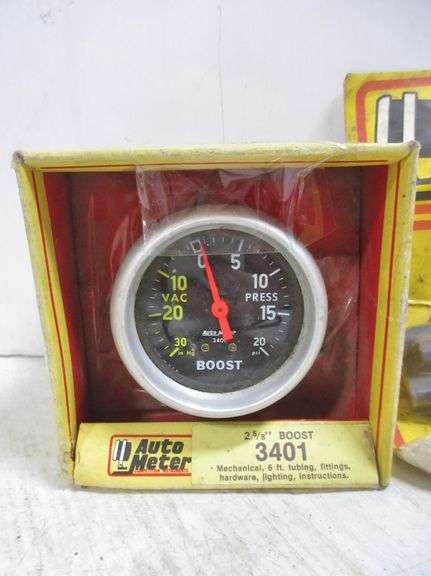 0
5
10
10
VAC
PRESS
20
15
30
in Hg
Auto Meter
3401
20
psi
BOOST
Auto
Meter
2 5/8" BOOST
3401
• Mechanical, 6 ft. tubing, fittings,
hardware, lighting, instructions.